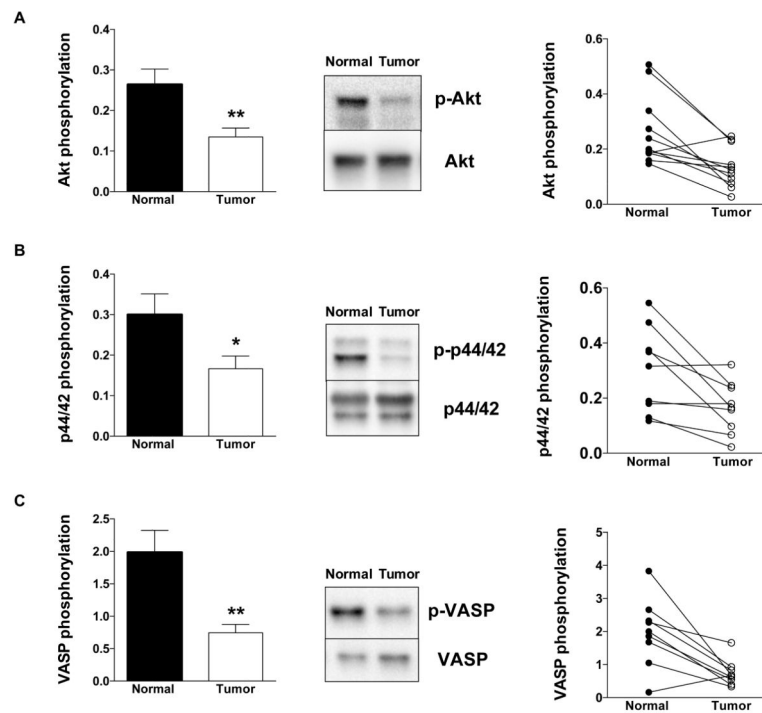 A
Akt phosphorylation
0.4
0.3
0.2
0.1
0.0
Normal
Tumor
**
Normal Tumor
p-Akt
Akt
Akt phosphorylation
0.6
0.4
0.2
0.0
Normal
Tumor
B
p44/42 phosphorylation
0.4
0.3
0.2
0.1
0.0
Normal
Tumor
*
Normal Tumor
p-p44/42
p44/42
p44/42 phosphorylation
0.6
0.4
0.2
0.0
Normal
Tumor
C
VASP phosphorylation
2.5
2.0
1.5
1.0
0.5
0.0
Normal
Tumor
**
Normal Tumor
p-VASP
VASP
VASP phosphorylation
5
4
3
2
1
0
Normal
Tumor